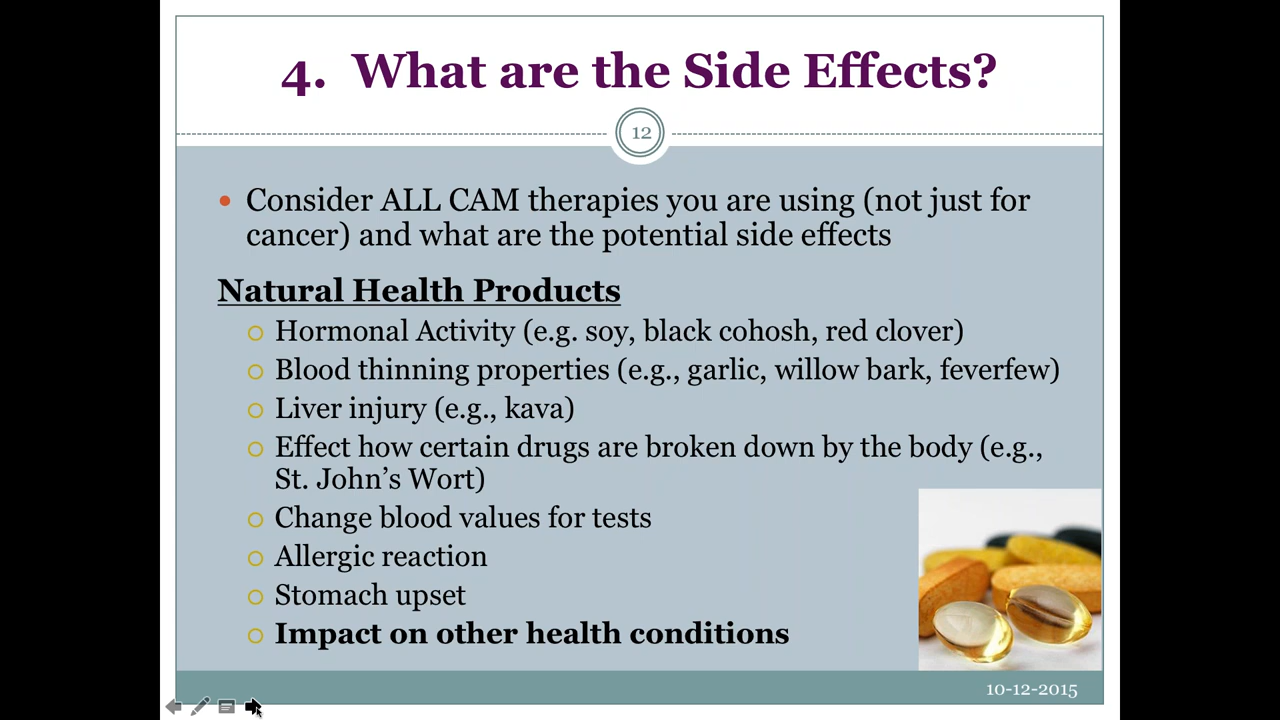 4. What are the Side Effects?
12
Consider ALL CAM therapies you are using (not just for
cancer) and what are the potential side effects
Natural Health Products
Hormonal Activity (e.g. soy, black cohosh, red clover)
Blood thinning properties (e.g., garlic, willow bark, feverfew)
Liver injury (e.g., kava)
Effect how certain drugs are broken down by the body (e.g.,
St. John’s Wort)
Change blood values for tests
Allergic reaction
Stomach upset
Impact on other health conditions
10-12-2015